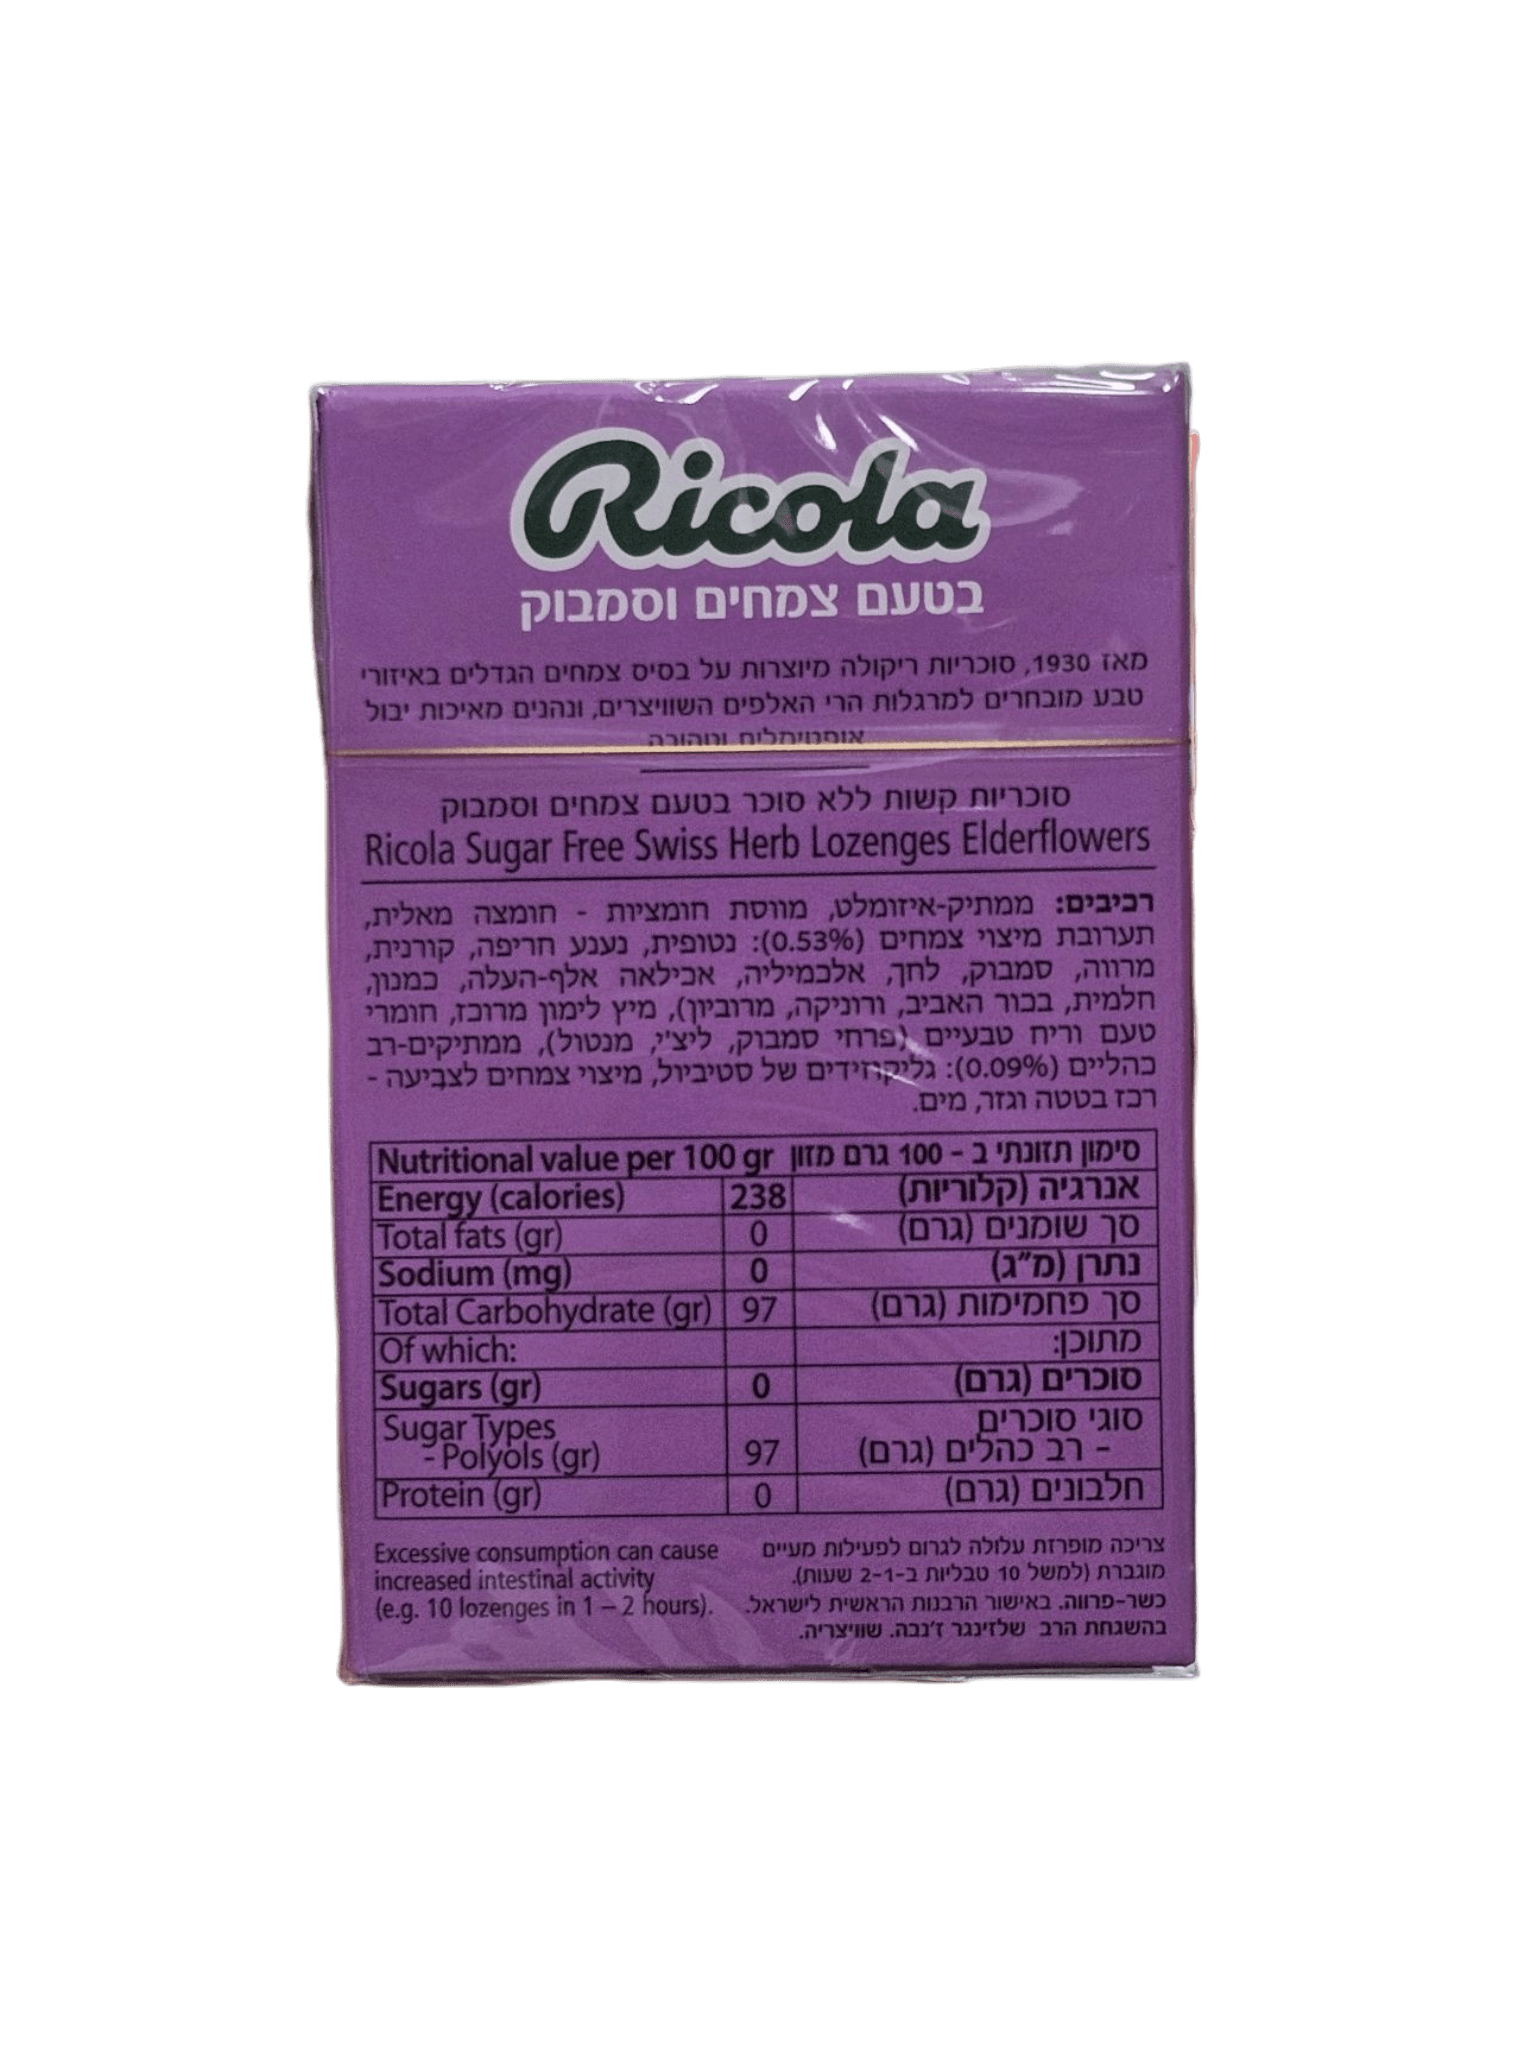 Ricola
בטעם צמחים וסמבוק
מאז 1930, סוכריות ריקולה מיוצרות על בסיס צמחים הגדלים באיזורי
טבע מובחרים למרגלות הרי האלפים השוויצרים, ונהנים מאיכות יבול
אופטימלית וטהורה
סוכריות קשות ללא סוכר בטעם צמחים וסמבוק
Ricola Sugar Free Swiss Herb Lozenges Elderflowers
רכיבים: ממתיק-איזומלט, מווסת חומציות - חומצה מאלית,
תערובת מיצוי צמחים (0.53%): נטופית, נענע חריפה, קורנית,
מרווה, סמבוק, לחך, אלכמיליה, אכילאה אלף-העלה, כמנון,
חלמית, בכור האביב, ורוניקה, מרוביון), מיץ לימון מרוכז, חומרי
טעם וריח טבעיים (פרחי סמבוק, ליצ'י, מנטול), ממתיקים-רב
כהליים (0.09%): גליקוזידים של סטיביול, מיצוי צמחים לצביעה -
רכז בטטה וגזר, מים.
Nutritional value per 100 gr סימון תזונתי ב - 100 גרם מזון
Energy (calories) 238 אנרגיה (קלוריות)
Total fats (gr) 0 סך שומנים (גרם)
Sodium (mg) 0 נתרן (מ"ג)
Total Carbohydrate (gr) 97 סך פחמימות (גרם)
Of which: מתוכן:
Sugars (gr) 0 סוכרים (גרם)
Sugar Types סוגי סוכרים
- Polyols (gr) 97 - רב כהלים (גרם)
Protein (gr) 0 חלבונים (גרם)
Excessive consumption can cause
increased intestinal activity
(e.g. 10 lozenges in 1 – 2 hours).
צריכה מופרזת עלולה לגרום לפעילות מעיים
מוגברת (למשל 10 טבליות ב-2-1 שעות).
כשר-פרווה. באישור הרבנות הראשית לישראל.
בהשגחת הרב שלזינגר ז'נבה. שוויצריה.